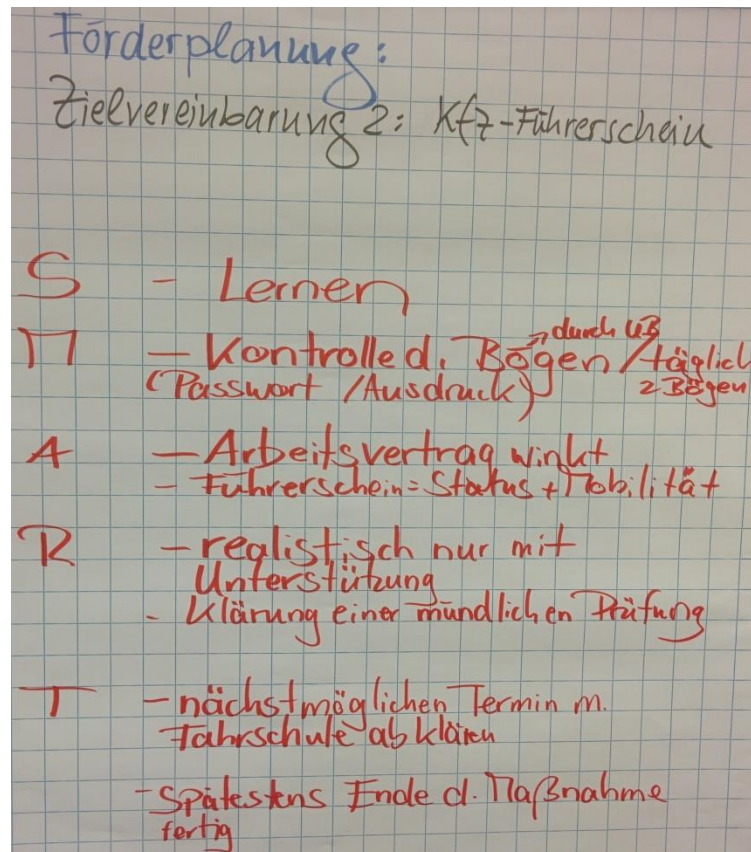 Förderplanung:
Zielvereinbarung 2: Kfz-Führerschein
S - Lernen
M - Kontrolle d. Bögen / täglich
durch ÜB
(Passwort / Ausdruck) 2 Bögen
A - Arbeitsvertrag winkt
- Führerschein = Status + Mobilität
R - realistisch nur mit
Unterstützung
- Klärung einer mündlichen Prüfung
T - nächstmöglichen Termin m.
Fahrschule abklären
- Spätestens Ende d. Maßnahme
fertig